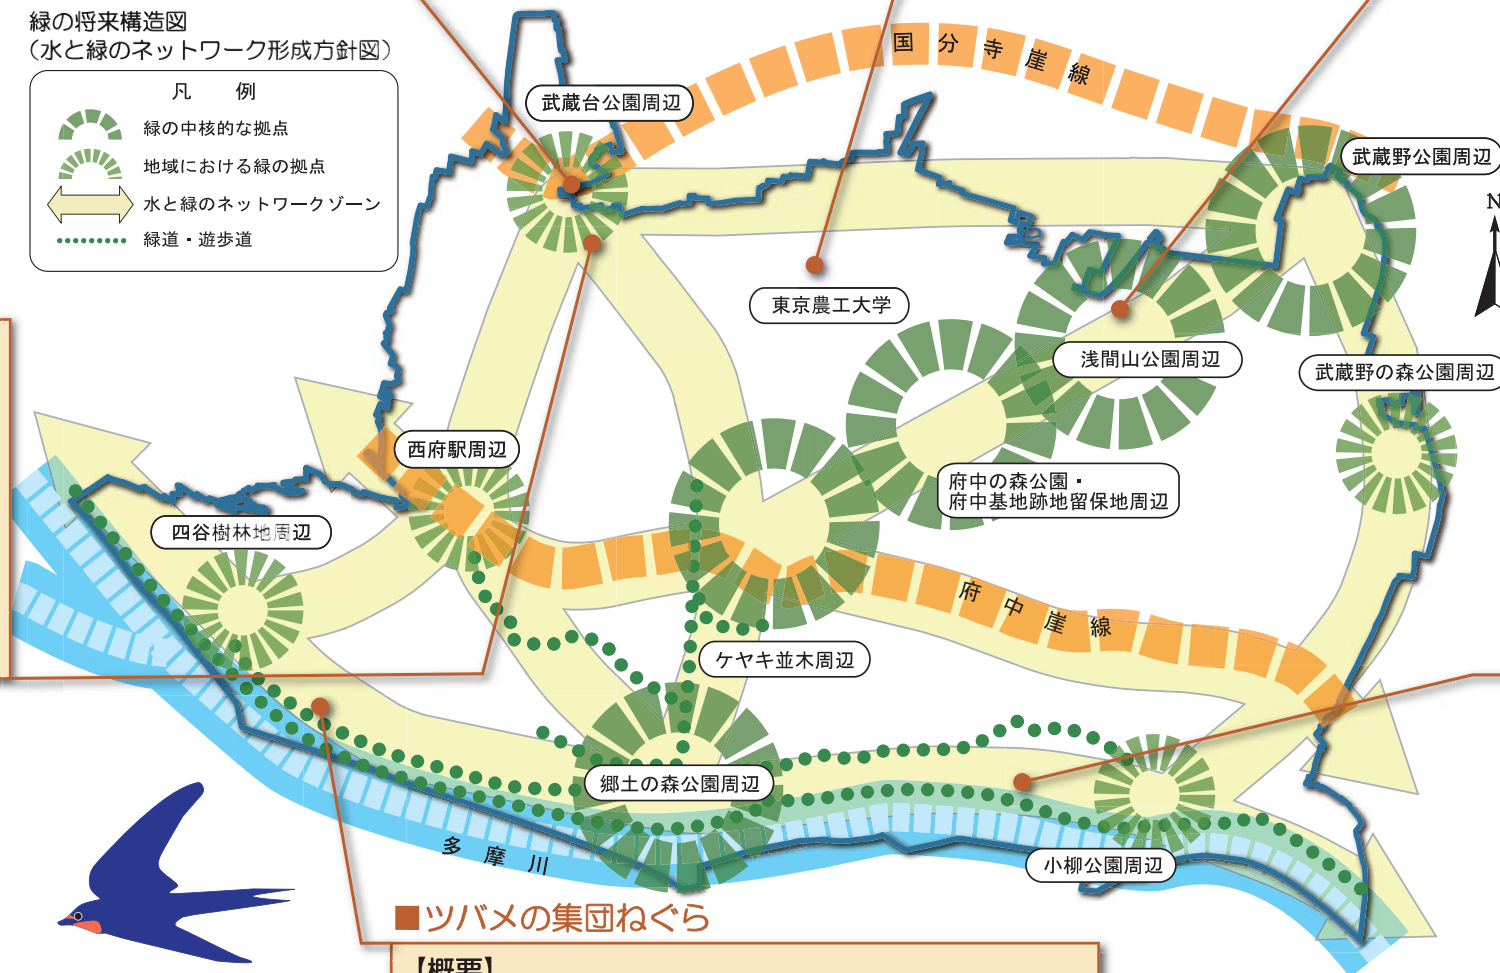 緑の将来構造図
（水と緑のネットワーク形成方針図）
凡 例
緑の中核的な拠点
地域における緑の拠点
水と緑のネットワークゾーン
緑道・遊歩道
国分寺崖線
武蔵台公園周辺
武蔵野公園周辺
N
東京農工大学
浅間山公園周辺
武蔵野の森公園周辺
西府駅周辺
府中の森公園・
府中基地跡地留保地周辺
四谷樹林地周辺
府中崖線
ケヤキ並木周辺
郷土の森公園周辺
多摩川
小柳公園周辺
■ツバメの集団ねぐら
【概要】